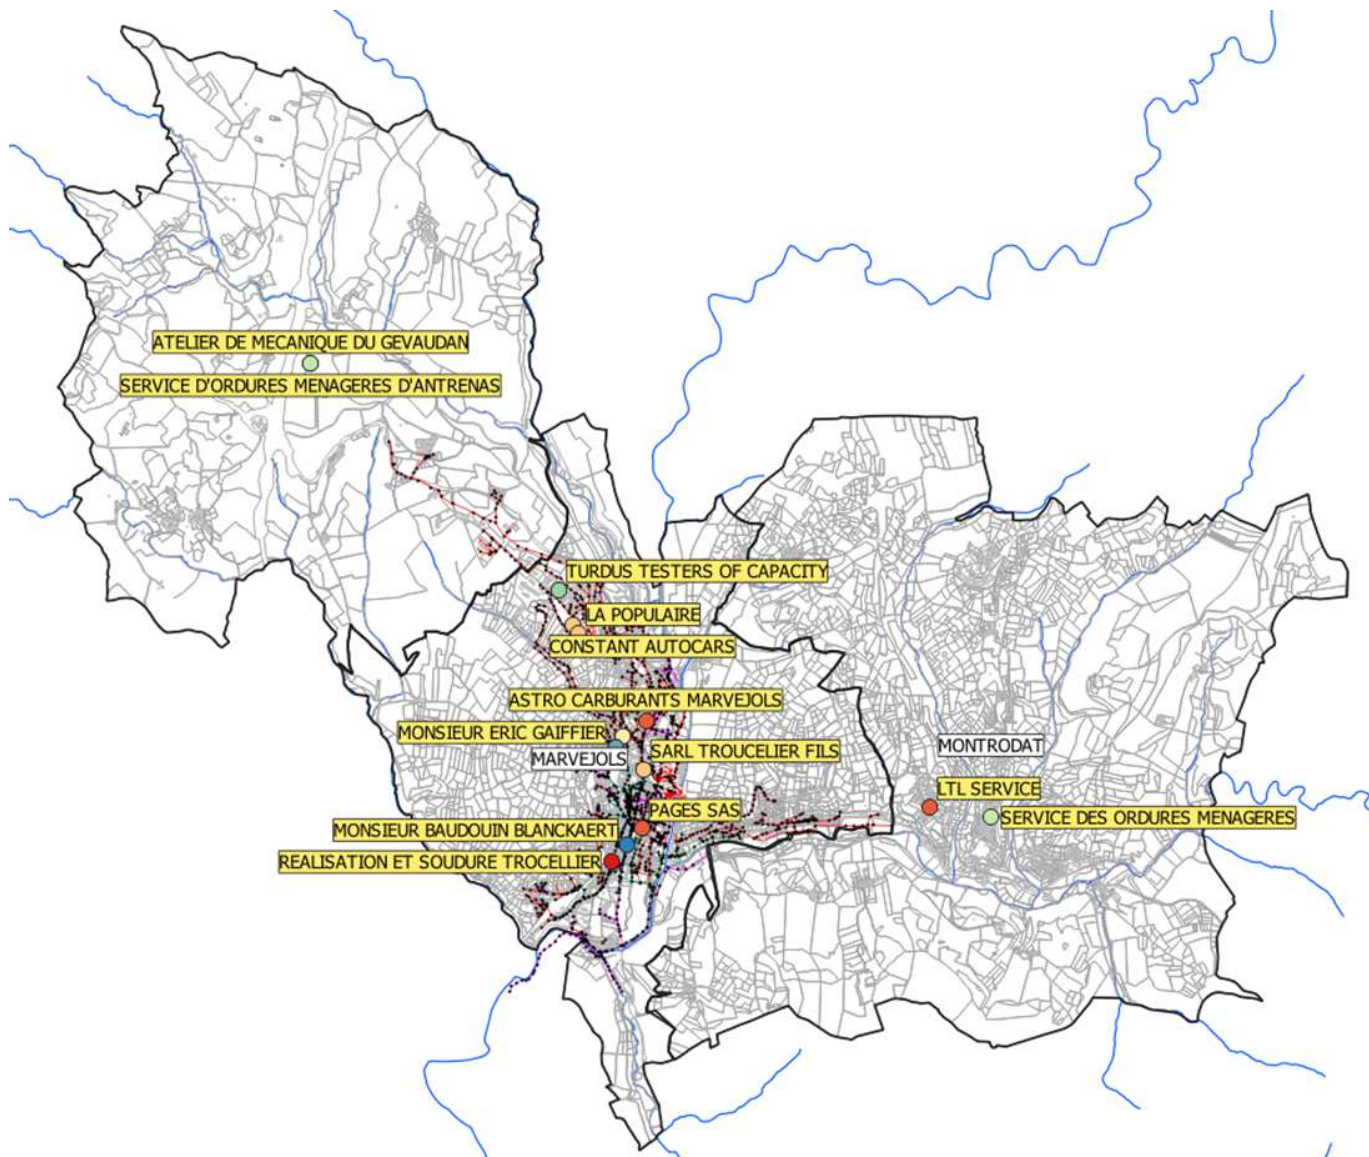 ATELIER DE MECANIQUE DU GEVAUDAN
SERVICE D'ORDURES MENAGERES D'ANTRENAS
TURDUS TESTERS OF CAPACITY
LA POPULAIRE
CONSTANT AUTOCARS
ASTRO CARBURANTS MARVEJOLS
MONSIEUR ERIC GAIFFIER
SARL TROUCELIER FILS
MARVEJOLS
MONTRODAT
LTL SERVICE
PAGES SAS
SERVICE DES ORDURES MENAGERES
MONSIEUR BAUDOUIN BLANCKAERT
REALISATION ET SOUDURE TROCELLIER